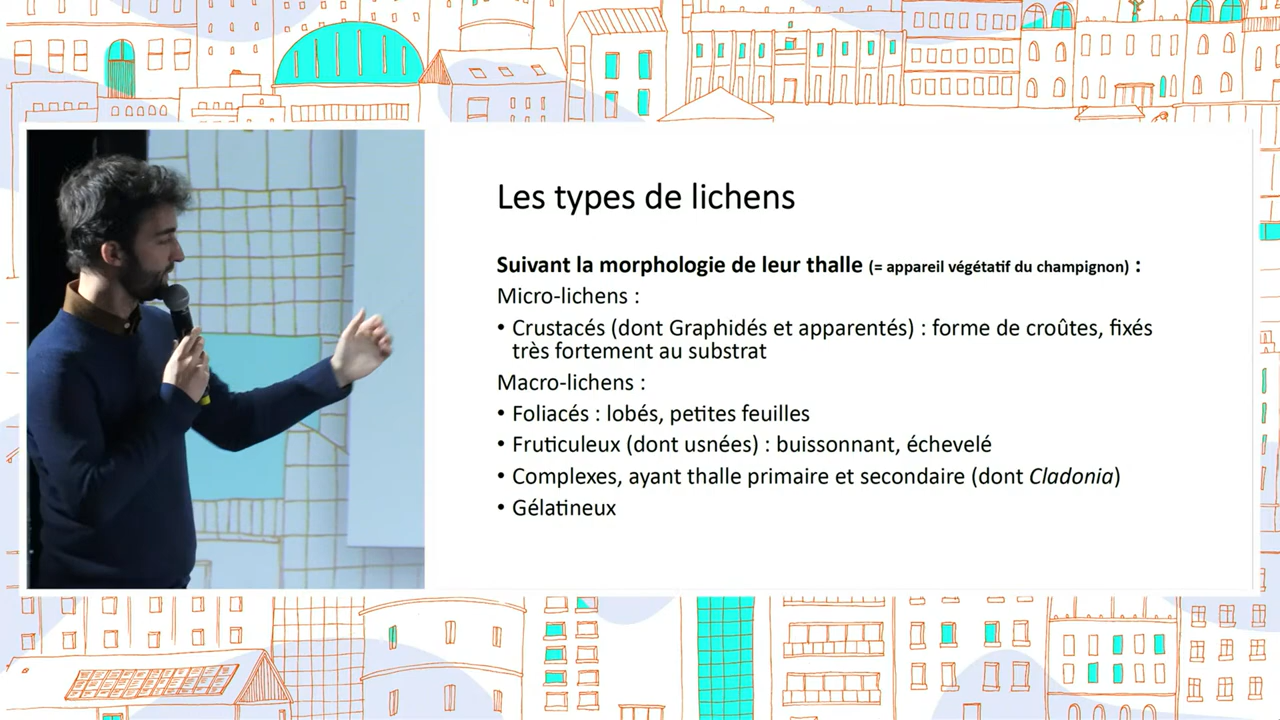 Les types de lichens
Suivant la morphologie de leur thalle (= appareil végétatif du champignon) :
Micro-lichens :
• Crustacés (dont Graphidés et apparentés) : forme de croûtes, fixés
très fortement au substrat
Macro-lichens :
• Foliacés : lobés, petites feuilles
• Fruticuleux (dont usnées) : buissonnant, échevelé
• Complexes, ayant thalle primaire et secondaire (dont Cladonia)
• Gélatineux